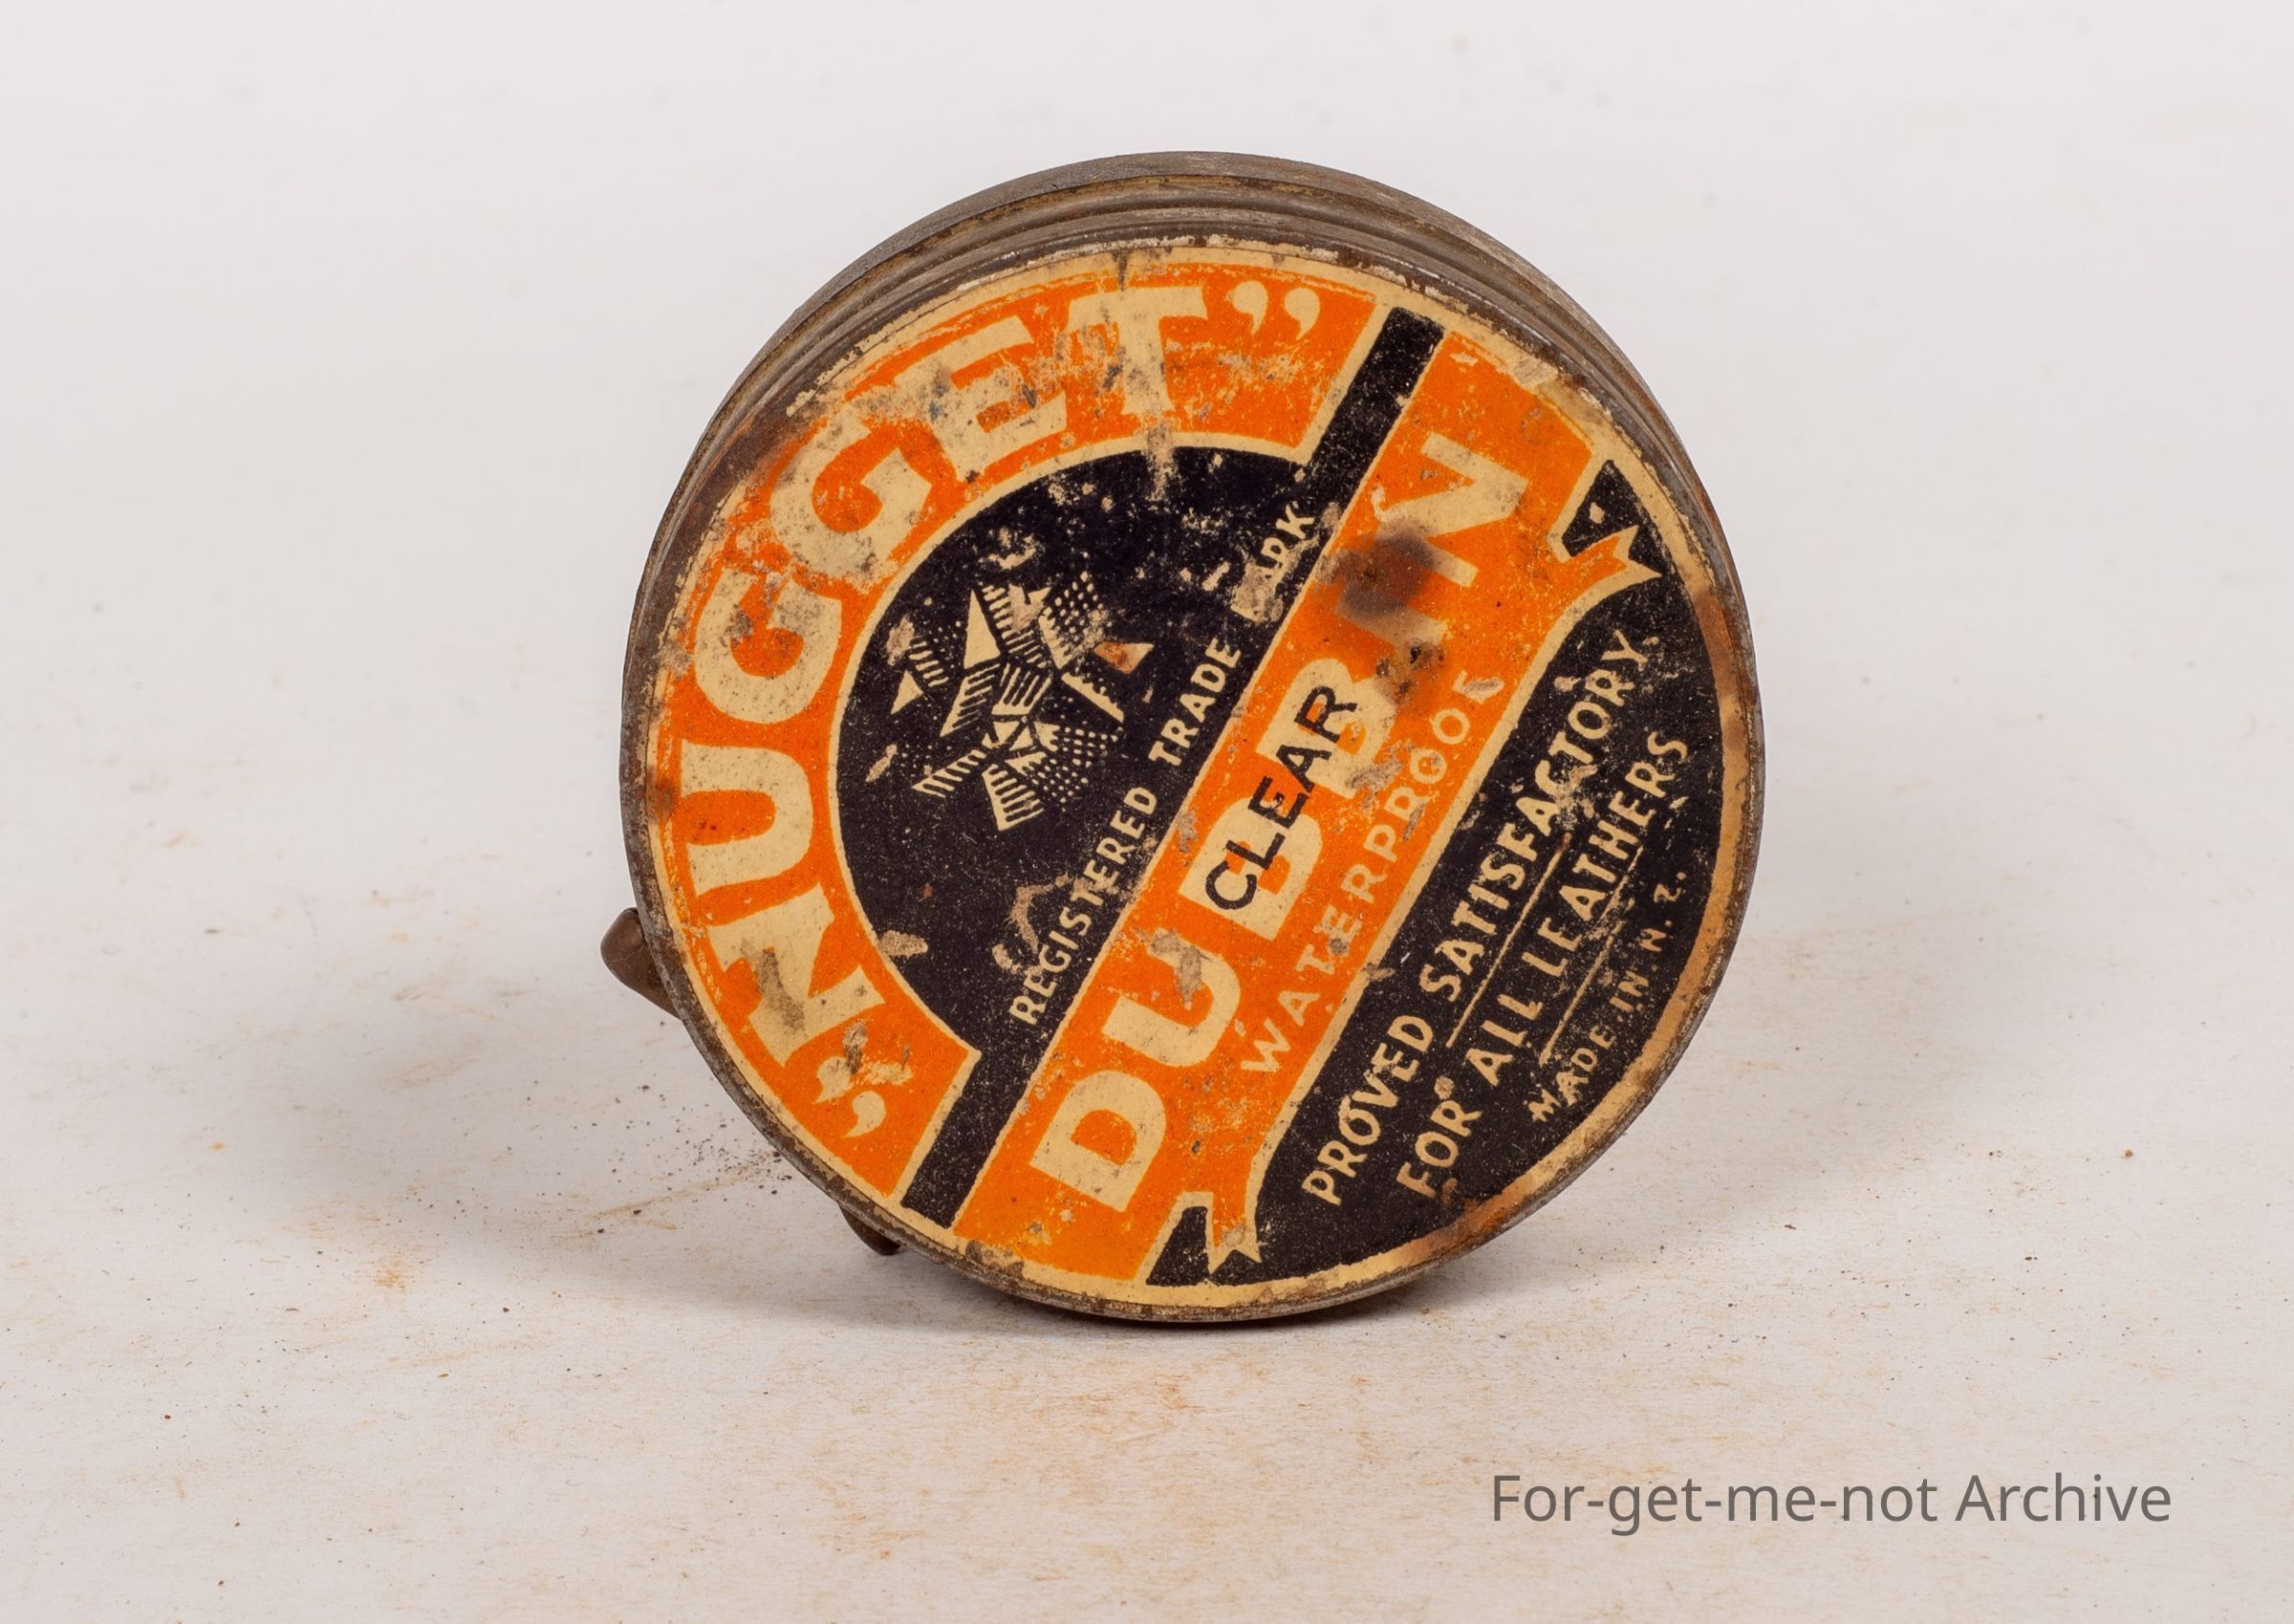 “NUGGET”
REGISTERED TRADE MARK
DUBBIN
CLEAR
WATERPROOF
PROVED SATISFACTORY
FOR ALL LEATHERS
MADE IN N.Z.
For-get-me-not Archive